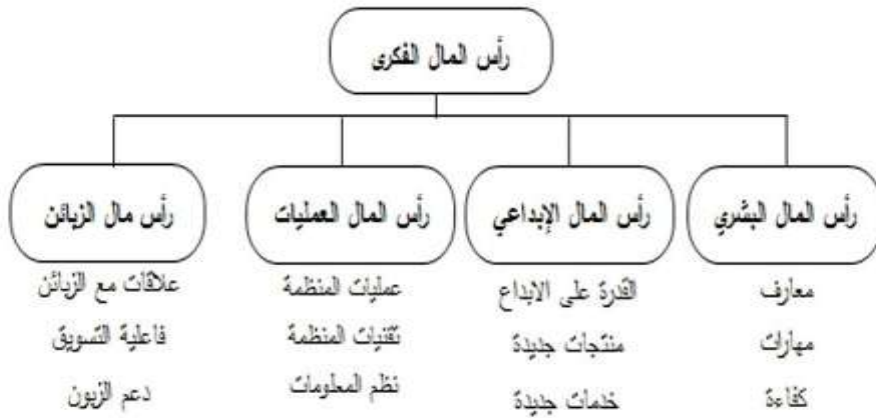 رأس المال الفكرى
رأس المال البشري
رأس المال الإبداعي
رأس المال العمليات
رأس مال الزبائن
معارف
القدرة على الابداع
عمليات المنظمة
علاقات مع الزبائن
مهارات
منتجات جديدة
تقنيات المنظمة
فاعلية التسويق
كفاءة
خدمات جديدة
نظم المعلومات
دعم الزبون